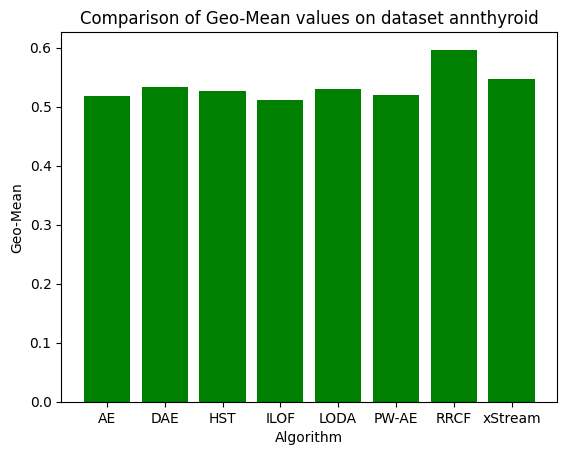 Comparison of Geo-Mean values on dataset annthyroid
0.6
0.5
0.4
0.3
0.2
0.1
0.0
Geo-Mean
AE DAE HST ILOF LODA PW-AE RRCF xStream
Algorithm